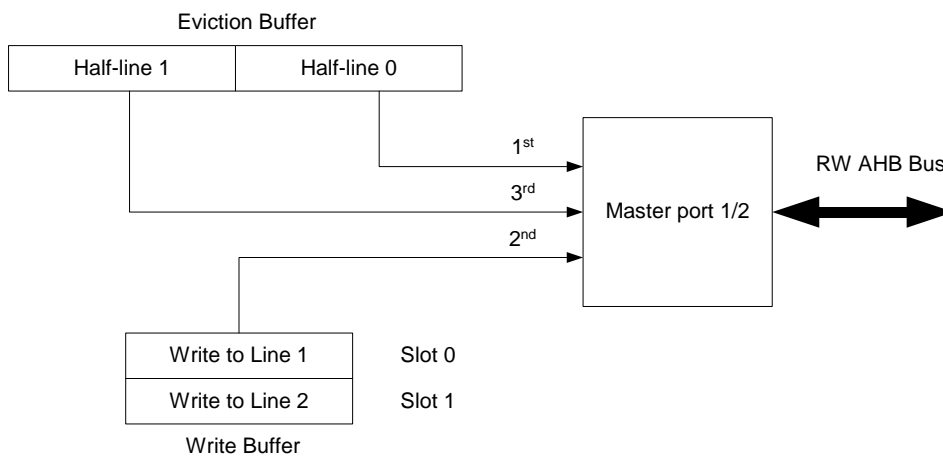 Eviction Buffer
Half-line 1 Half-line 0
1st
RW AHB Bus
3rd
Master port 1/2
2nd
Write to Line 1 Slot 0
Write to Line 2 Slot 1
Write Buffer